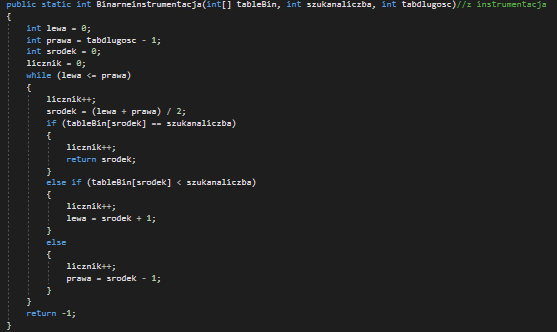 public static int Binarneinstrumentacja(int[] tableBin, int szukanaliczba, int tabdlugosc)//z instrumentacja
{
int lewa = 0;
int prawa = tabdlugosc - 1;
int srodek = 0;
licznik = 0;
while (lewa <= prawa)
{
licznik++;
srodek = (lewa + prawa) / 2;
if (tableBin[srodek] == szukanaliczba)
{
licznik++;
return srodek;
}
else if (tableBin[srodek] < szukanaliczba)
{
licznik++;
lewa = srodek + 1;
}
else
{
licznik++;
prawa = srodek - 1;
}
}
return -1;
}